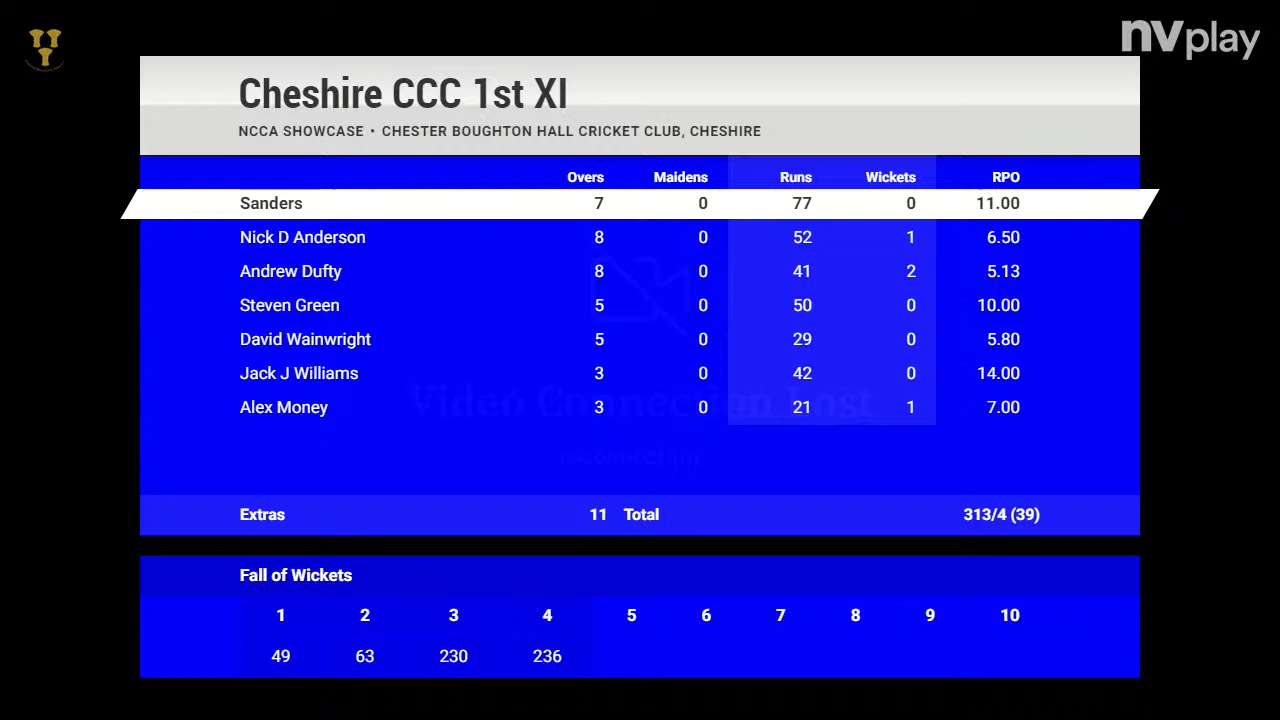 nvplay
Cheshire CCC 1st XI
NCCA SHOWCASE • CHESTER BOUGHTON HALL CRICKET CLUB, CHESHIRE
Overs Maidens Runs Wickets RPO
Sanders 7 0 77 0 11.00
Nick D Anderson 8 0 52 1 6.50
Andrew Dufty 8 0 41 2 5.13
Steven Green 5 0 50 0 10.00
David Wainwright 5 0 29 0 5.80
Jack J Williams 3 0 42 0 14.00
Alex Money 3 0 21 1 7.00
Video Connection Lost
reconnecting
Extras 11 Total 313/4 (39)
Fall of Wickets
1 2 3 4 5 6 7 8 9 10
49 63 230 236